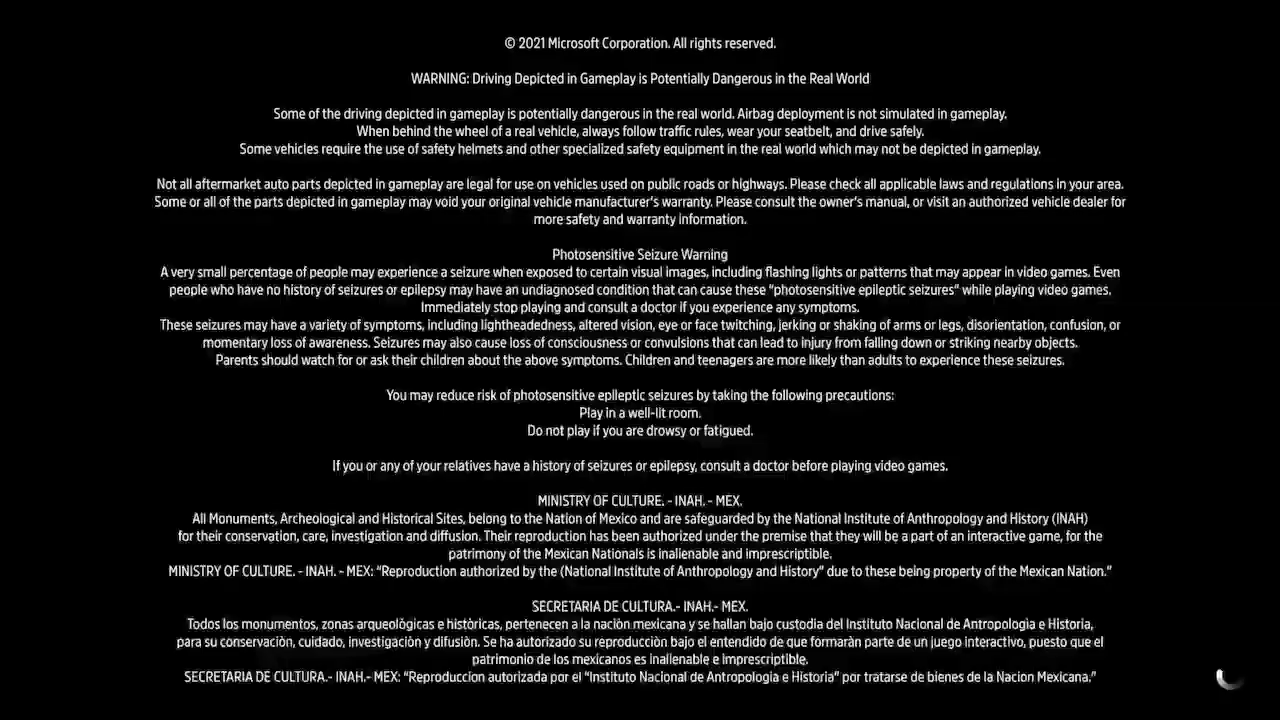 © 2021 Microsoft Corporation. All rights reserved.
WARNING: Driving Depicted in Gameplay is Potentially Dangerous in the Real World
Some of the driving depicted in gameplay is potentially dangerous in the real world. Airbag deployment is not simulated in gameplay.
When behind the wheel of a real vehicle, always follow traffic rules, wear your seatbelt, and drive safely.
Some vehicles require the use of safety helmets and other specialized safety equipment in the real world which may not be depicted in gameplay.
Not all aftermarket auto parts depicted in gameplay are legal for use on vehicles used on public roads or highways. Please check all applicable laws and regulations in your area.
Some or all of the parts depicted in gameplay may void your original vehicle manufacturer's warranty. Please consult the owner's manual, or visit an authorized vehicle dealer for
more safety and warranty information.
Photosensitive Seizure Warning
A very small percentage of people may experience a seizure when exposed to certain visual images, including flashing lights or patterns that may appear in video games. Even
people who have no history of seizures or epilepsy may have an undiagnosed condition that can cause these "photosensitive epileptic seizures" while playing video games.
Immediately stop playing and consult a doctor if you experience any symptoms.
These seizures may have a variety of symptoms, including lightheadedness, altered vision, eye or face twitching, jerking or shaking of arms or legs, disorientation, confusion, or
momentary loss of awareness. Seizures may also cause loss of consciousness or convulsions that can lead to injury from falling down or striking nearby objects.
Parents should watch for or ask their children about the above symptoms. Children and teenagers are more likely than adults to experience these seizures.
You may reduce risk of photosensitive epileptic seizures by taking the following precautions:
Play in a well-lit room.
Do not play if you are drowsy or fatigued.
If you or any of your relatives have a history of seizures or epilepsy, consult a doctor before playing video games.
MINISTRY OF CULTURE. - INAH. - MEX.
All Monuments, Archeological and Historical Sites, belong to the Nation of Mexico and are safeguarded by the National Institute of Anthropology and History (INAH)
for their conservation, care, investigation and diffusion. Their reproduction has been authorized under the premise that they will be a part of an interactive game, for the
patrimony of the Mexican Nationals is inalienable and imprescriptible.
MINISTRY OF CULTURE. - INAH. - MEX: "Reproduction authorized by the (National Institute of Anthropology and History" due to these being property of the Mexican Nation."
SECRETARIA DE CULTURA.- INAH.- MEX.
Todos los monumentos, zonas arqueològicas e històricas, pertenecen a la naciòn mexicana y se hallan bajo custodia del Instituto Nacional de Antropologìa e Historia,
para su conservaciòn, cuidado, investigaciòn y difusiòn. Se ha autorizado su reproducciòn bajo el entendido de que formaràn parte de un juego interactivo, puesto que el
patrimonio de los mexicanos es inalienable e imprescriptible.
SECRETARIA DE CULTURA.- INAH.- MEX: "Reproduccion autorizada por el "Instituto Nacional de Antropologia e Historia" por tratarse de bienes de la Nacion Mexicana."